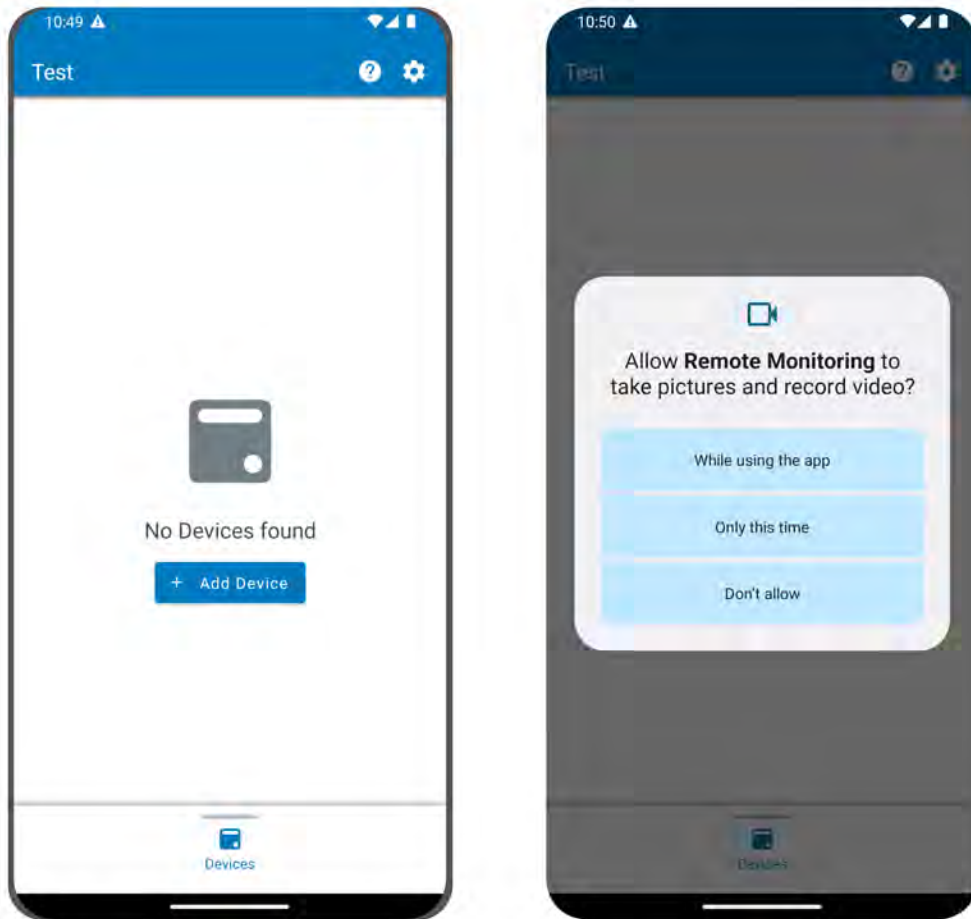 10:49
Test
No Devices found
+ Add Device
Devices
10:50
Test
Allow Remote Monitoring to
take pictures and record video?
While using the app
Only this time
Don't allow
Devices